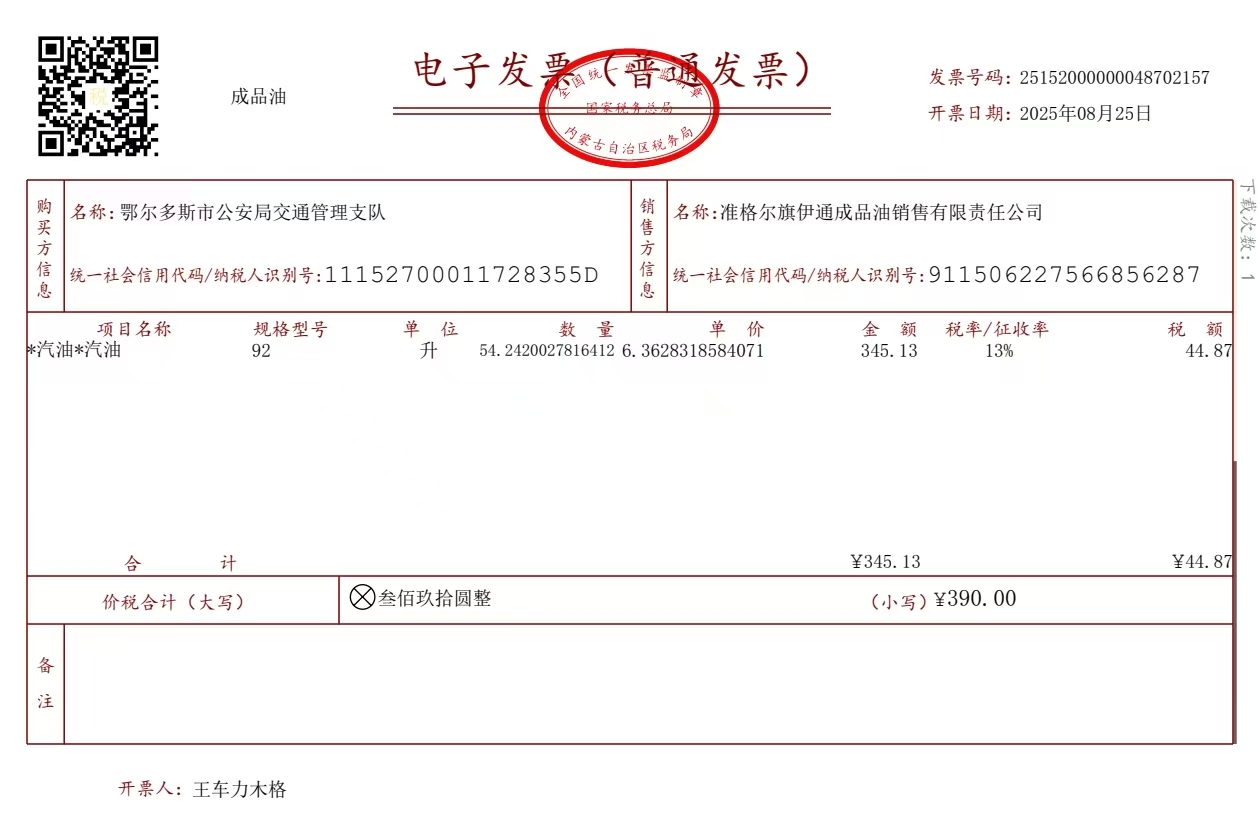 电子发票（普通发票）
全国统一发票监制章
国家税务总局
内蒙古自治区税务局
税
成品油
发票号码：25152000000048702157
开票日期：2025年08月25日
下载次数：1
购买方信息
名称：鄂尔多斯市公安局交通管理支队
统一社会信用代码/纳税人识别号：11152700011728355D
销售方信息
名称：准格尔旗伊通成品油销售有限责任公司
统一社会信用代码/纳税人识别号：911506227566856287
项目名称 规格型号 单位 数量 单价 金额 税率/征收率 税额
*汽油*汽油 92 升 54.2420027816412 6.3628318584071 345.13 13% 44.87
合计 ¥345.13 ¥44.87
价税合计（大写） ⊗叁佰玖拾圆整 （小写）¥390.00
备注
开票人：王车力木格